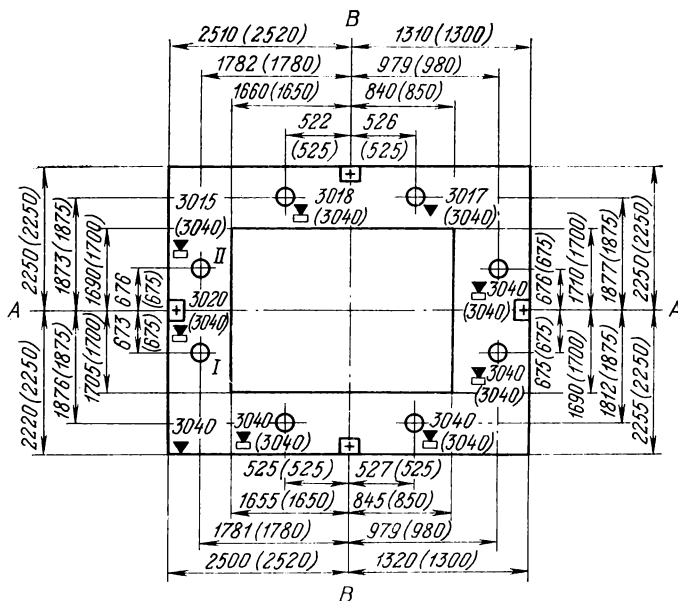 B
2510 (2520) 1310(1300)
1782 (1780) 979 (980)
1660(1650) 840(850)
522 526
(525) (525)
3015 3018 3017
(3040) (3040) (3040)
II
2250 (2250)
1873 (1875)
1690(1700)
676
(675)
676(675)
1710(1700)
1877 (1875)
2250(2250)
A 3020 3040 A
(3040) (3040)
I
2220 (2250)
1876 (1875)
1705(1700)
673
(675)
675(675)
1690(1700)
1812 (1875)
2255(2250)
3040
(3040)
3040 3040 3040
(3040) (3040)
525(525) 527(525)
1655(1650) 845(850)
1781(1780) 979 (980)
2500 (2520) 1320(1300)
B